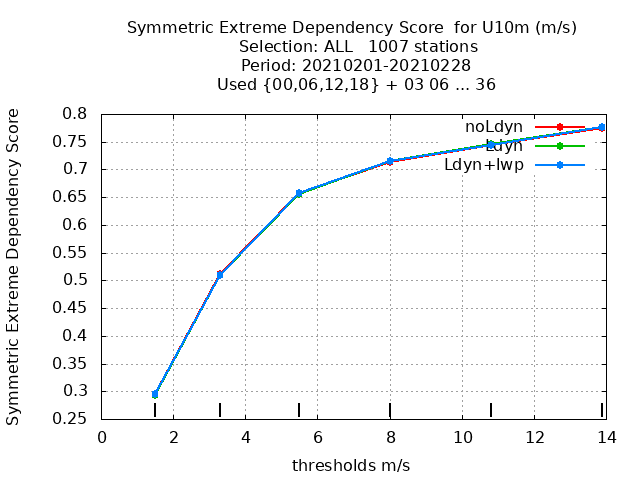 Symmetric Extreme Dependency Score  for U10m (m/s)
Selection: ALL   1007 stations
Period: 20210201-20210228
Used {00,06,12,18} + 03 06 ... 36
Symmetric Extreme Dependency Score
0.8
0.75
0.7
0.65
0.6
0.55
0.5
0.45
0.4
0.35
0.3
0.25
noLdyn
Ldyn
Ldyn+lwp
0 2 4 6 8 10 12 14
thresholds m/s